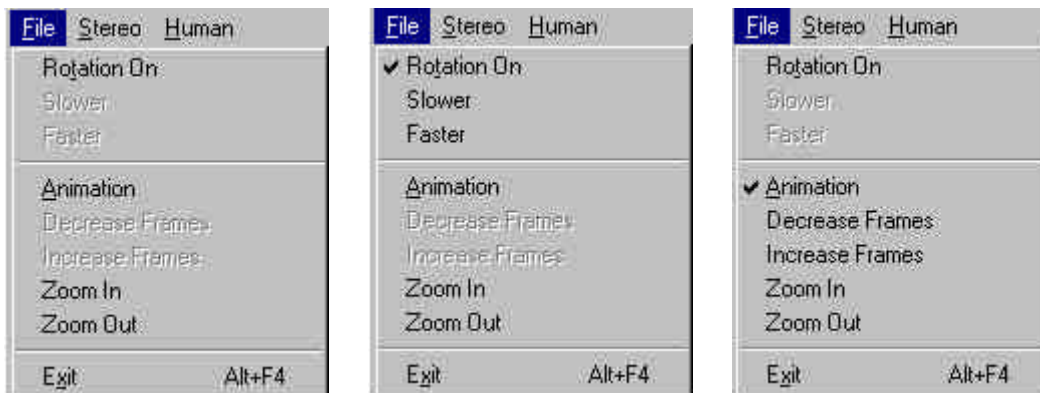 File Stereo Human
Rotation On
Slower
Faster
Animation
Decrease Frames
Increase Frames
Zoom In
Zoom Out
Exit Alt+F4
File Stereo Human
Rotation On
Slower
Faster
Animation
Decrease Frames
Increase Frames
Zoom In
Zoom Out
Exit Alt+F4
File Stereo Human
Rotation On
Slower
Faster
Animation
Decrease Frames
Increase Frames
Zoom In
Zoom Out
Exit Alt+F4